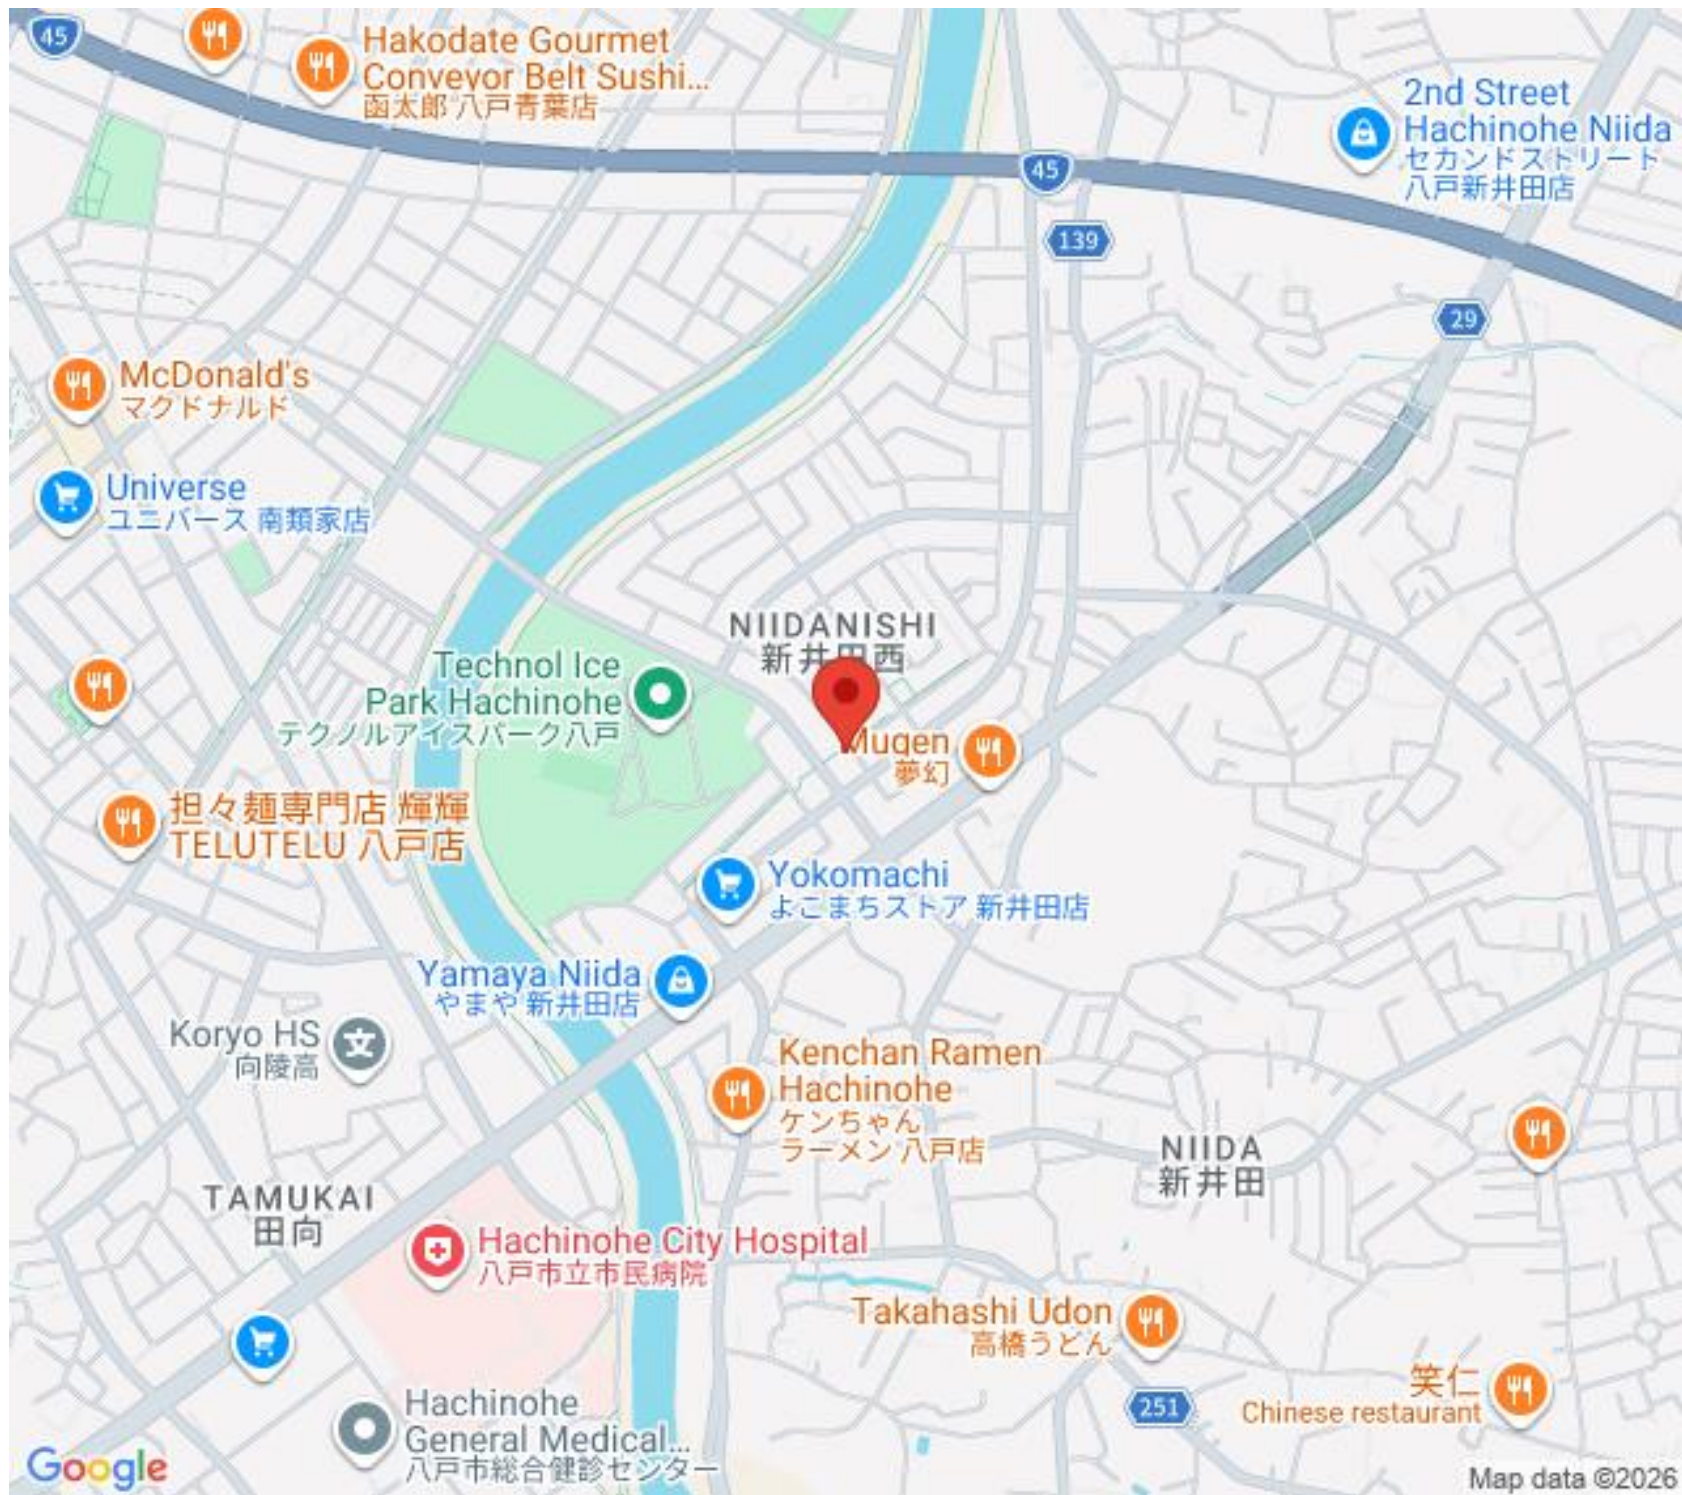 45
Hakodate Gourmet
Conveyor Belt Sushi...
函太郎 八戸青葉店
2nd Street
Hachinohe Niida
セカンドストリート
八戸新井田店
45
139
29
McDonald's
マクドナルド
Universe
ユニバース 南類家店
NIIDANISHI
新井田西
Technol Ice
Park Hachinohe
テクノルアイスパーク八戸
Mugen
夢幻
担々麺専門店 輝輝
TELUTELU 八戸店
Yokomachi
よこまちストア 新井田店
Yamaya Niida
やまや 新井田店
Koryo HS
向陵高
文
Kenchan Ramen
Hachinohe
ケンちゃん
ラーメン 八戸店
NIIDA
新井田
TAMUKAI
田向
Hachinohe City Hospital
八戸市立市民病院
Takahashi Udon
高橋うどん
笑仁
Chinese restaurant
251
Hachinohe
General Medical...
八戸市総合健診センター
Google
Map data ©2026